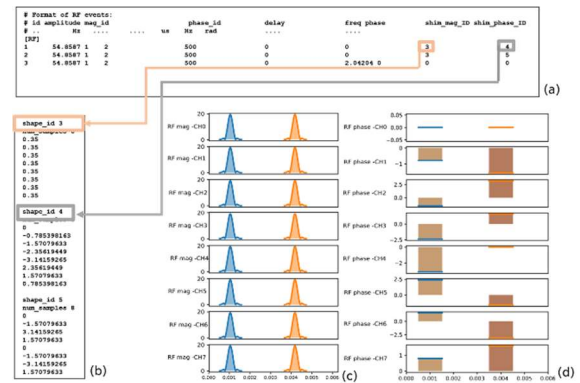 # Format of RF events:
# id amplitude mag_id phase_id delay freq phase shim_mag_ID shim_phase_ID
# .. Hz .... .... us Hz rad .... ....
[RF]
1 54.8587 1 2 500 0 0 3 4
2 54.8587 1 2 500 0 0 3 5
3 54.8587 1 2 500 0 2.04204 0 0 0
(a)
shape_id 3
num_samples 8
0.35
0.35
0.35
0.35
0.35
0.35
0.35
shape_id 4
0
-0.785398163
-1.57079633
-2.35619449
-3.14159265
2.35619449
1.57079633
0.785398163
shape_id 5
num_samples 8
0
-1.57079633
3.14159265
1.57079633
0
-1.57079633
-3.14159265
1.57079633
(b)
20
RF mag -CH0
0
20
RF mag -CH1
0
20
RF mag -CH2
0
20
RF mag -CH3
0
20
RF mag -CH4
0
20
RF mag -CH5
0
20
RF mag -CH6
0
20
RF mag -CH7
0
0.000 0.001 0.002 0.003 0.004 0.005 0.006
(c)
0.05
RF phase -CH0 0.00
-0.05
0
RF phase -CH1
-1
2.5
RF phase -CH2
0.0
RF phase -CH3 0.0
-2.5
0
RF phase -CH4
-2
2.5
RF phase -CH5
0.0
0.0
RF phase -CH6
-2.5
RF phase -CH7 1
0
0.000 0.001 0.002 0.003 0.004 0.005 0.006
(d)